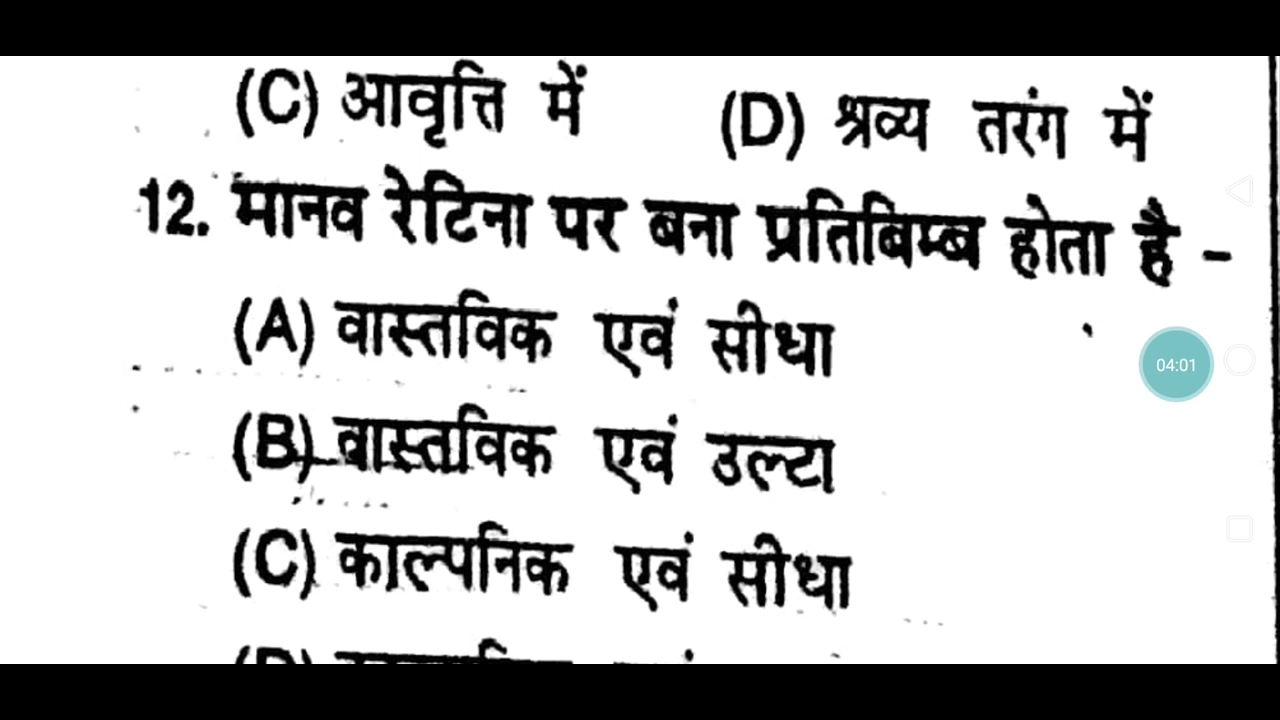 (C) आवृत्ति में (D) श्रव्य तरंग में
12. मानव रेटिना पर बना प्रतिबिम्ब होता है -
(A) वास्तविक एवं सीधा
(B) वास्तविक एवं उल्टा
04:01
(C) काल्पनिक एवं सीधा